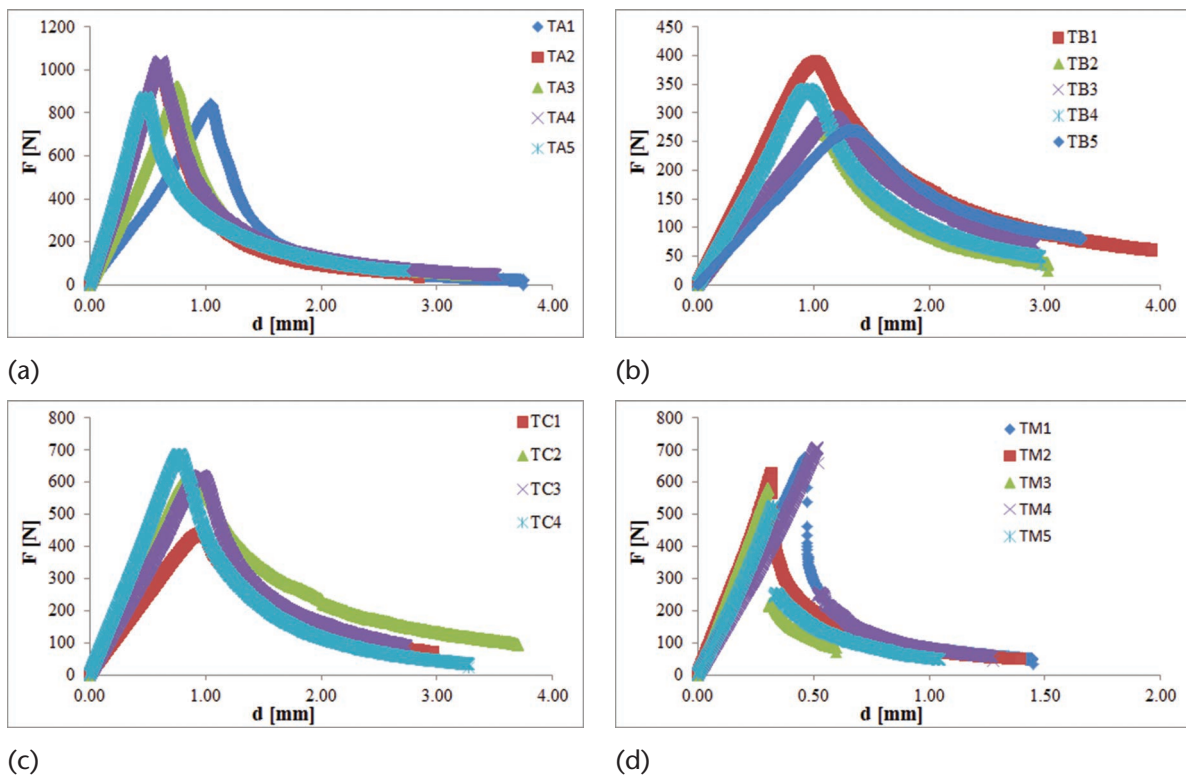 1200
1000
800
600
400
200
0
F [N]
0.00 1.00 2.00 3.00 4.00
d [mm]
TA1
TA2
TA3
TA4
TA5
(a)
450
400
350
300
250
200
150
100
50
0
F [N]
0.00 1.00 2.00 3.00 4.00
d [mm]
TB1
TB2
TB3
TB4
TB5
(b)
800
700
600
500
400
300
200
100
0
F [N]
0.00 1.00 2.00 3.00 4.00
d [mm]
TC1
TC2
TC3
TC4
(c)
800
700
600
500
400
300
200
100
0
F [N]
0.00 0.50 1.00 1.50 2.00
d [mm]
TM1
TM2
TM3
TM4
TM5
(d)